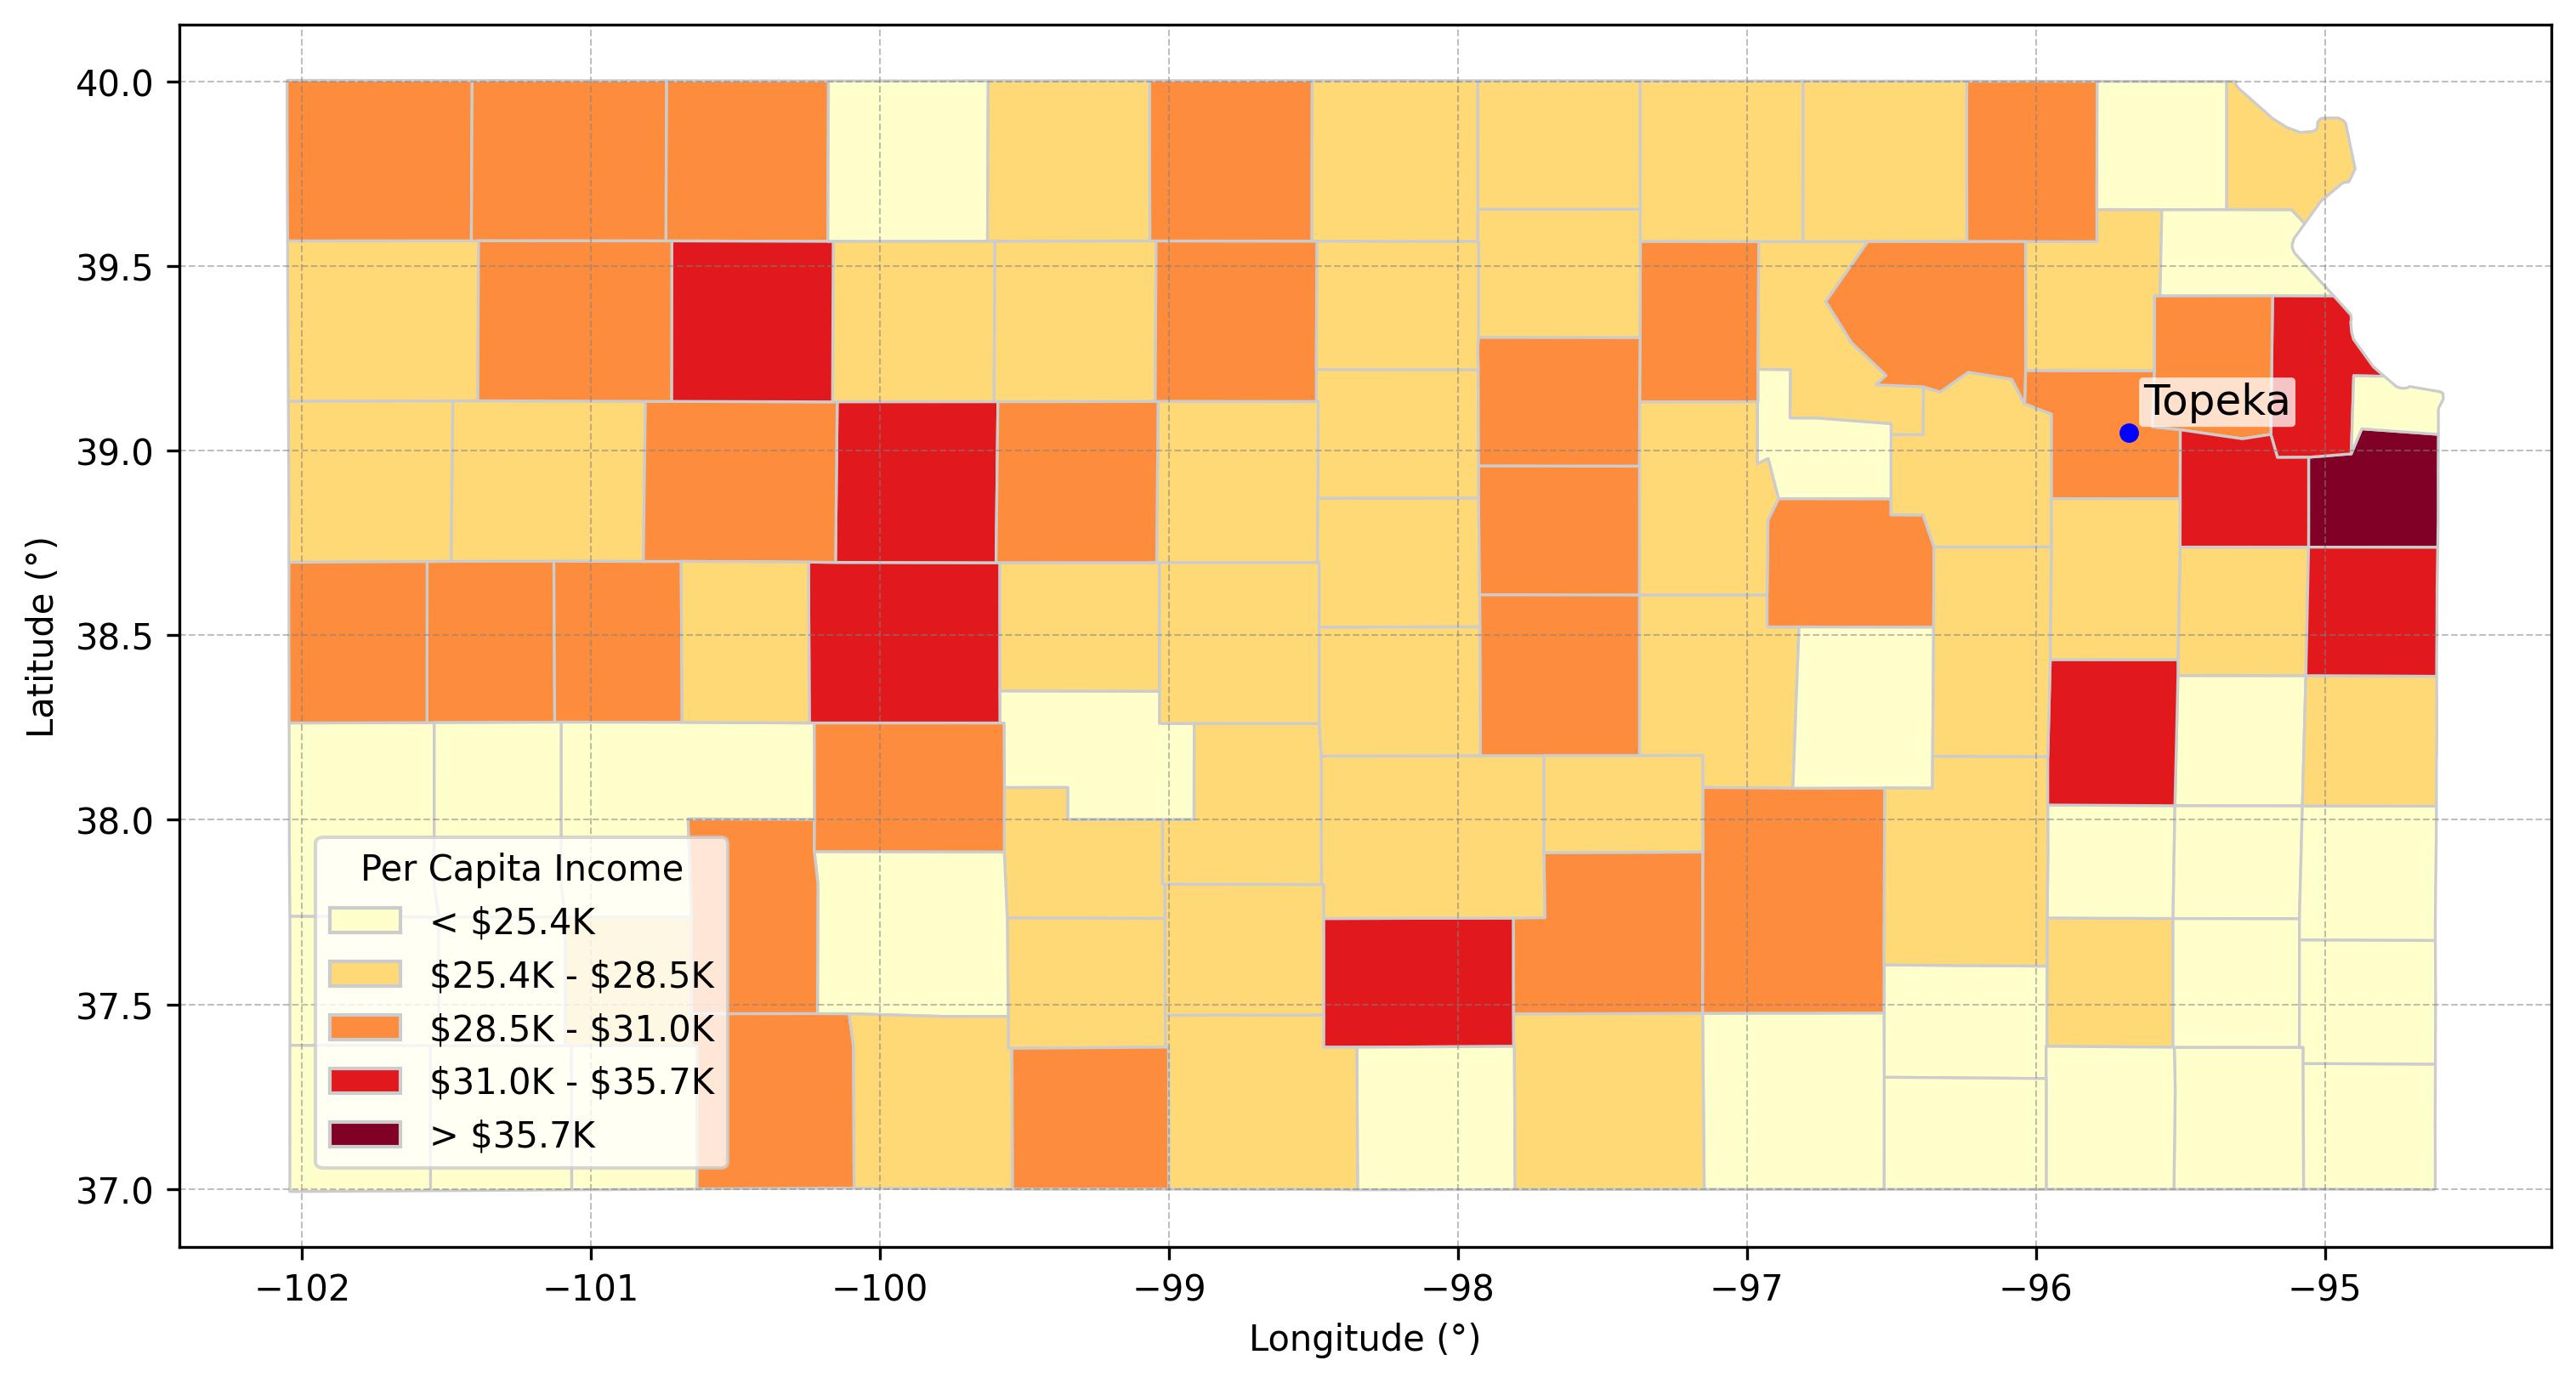 40.0
39.5
39.0
38.5
38.0
37.5
37.0
Latitude (°)
Topeka
Per Capita Income
< $25.4K
$25.4K - $28.5K
$28.5K - $31.0K
$31.0K - $35.7K
> $35.7K
−102
−101
−100
−99
−98
−97
−96
−95
Longitude (°)